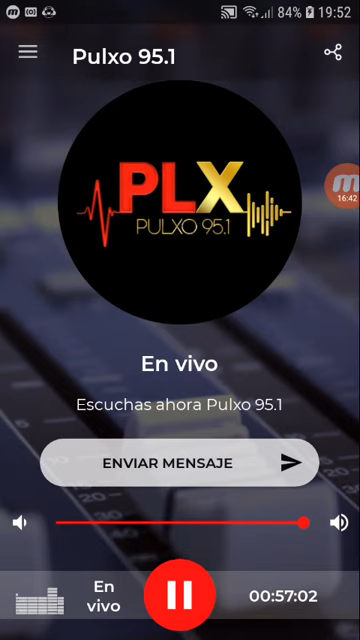 84% 19:52
Pulxo 95.1
PLX
PULXO 95.1
16:42
En vivo
Escuchas ahora Pulxo 95.1
ENVIAR MENSAJE
En
vivo
00:57:02